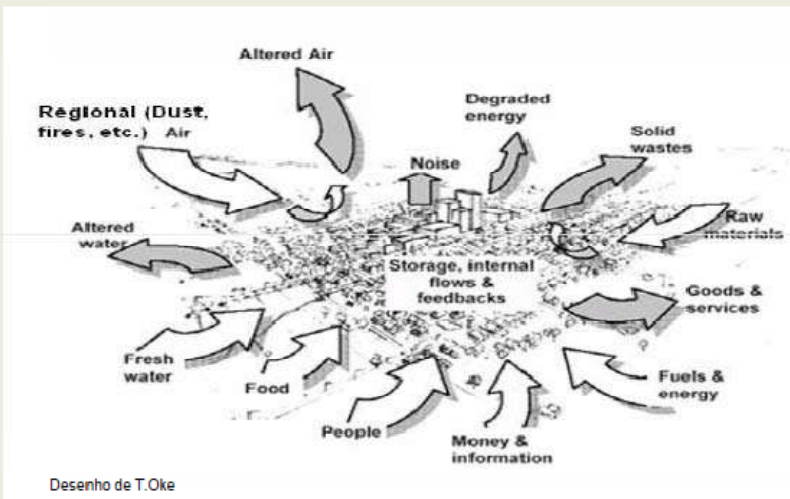 Altered Air
Regional (Dust,
fires, etc.) Air
Degraded
energy
Noise
Solid
wastes
Altered
water
Raw
materials
Storage, internal
flows &
feedbacks
Goods &
services
Fresh
water
Food
Fuels &
energy
People
Money &
information
Desenho de T.Oke